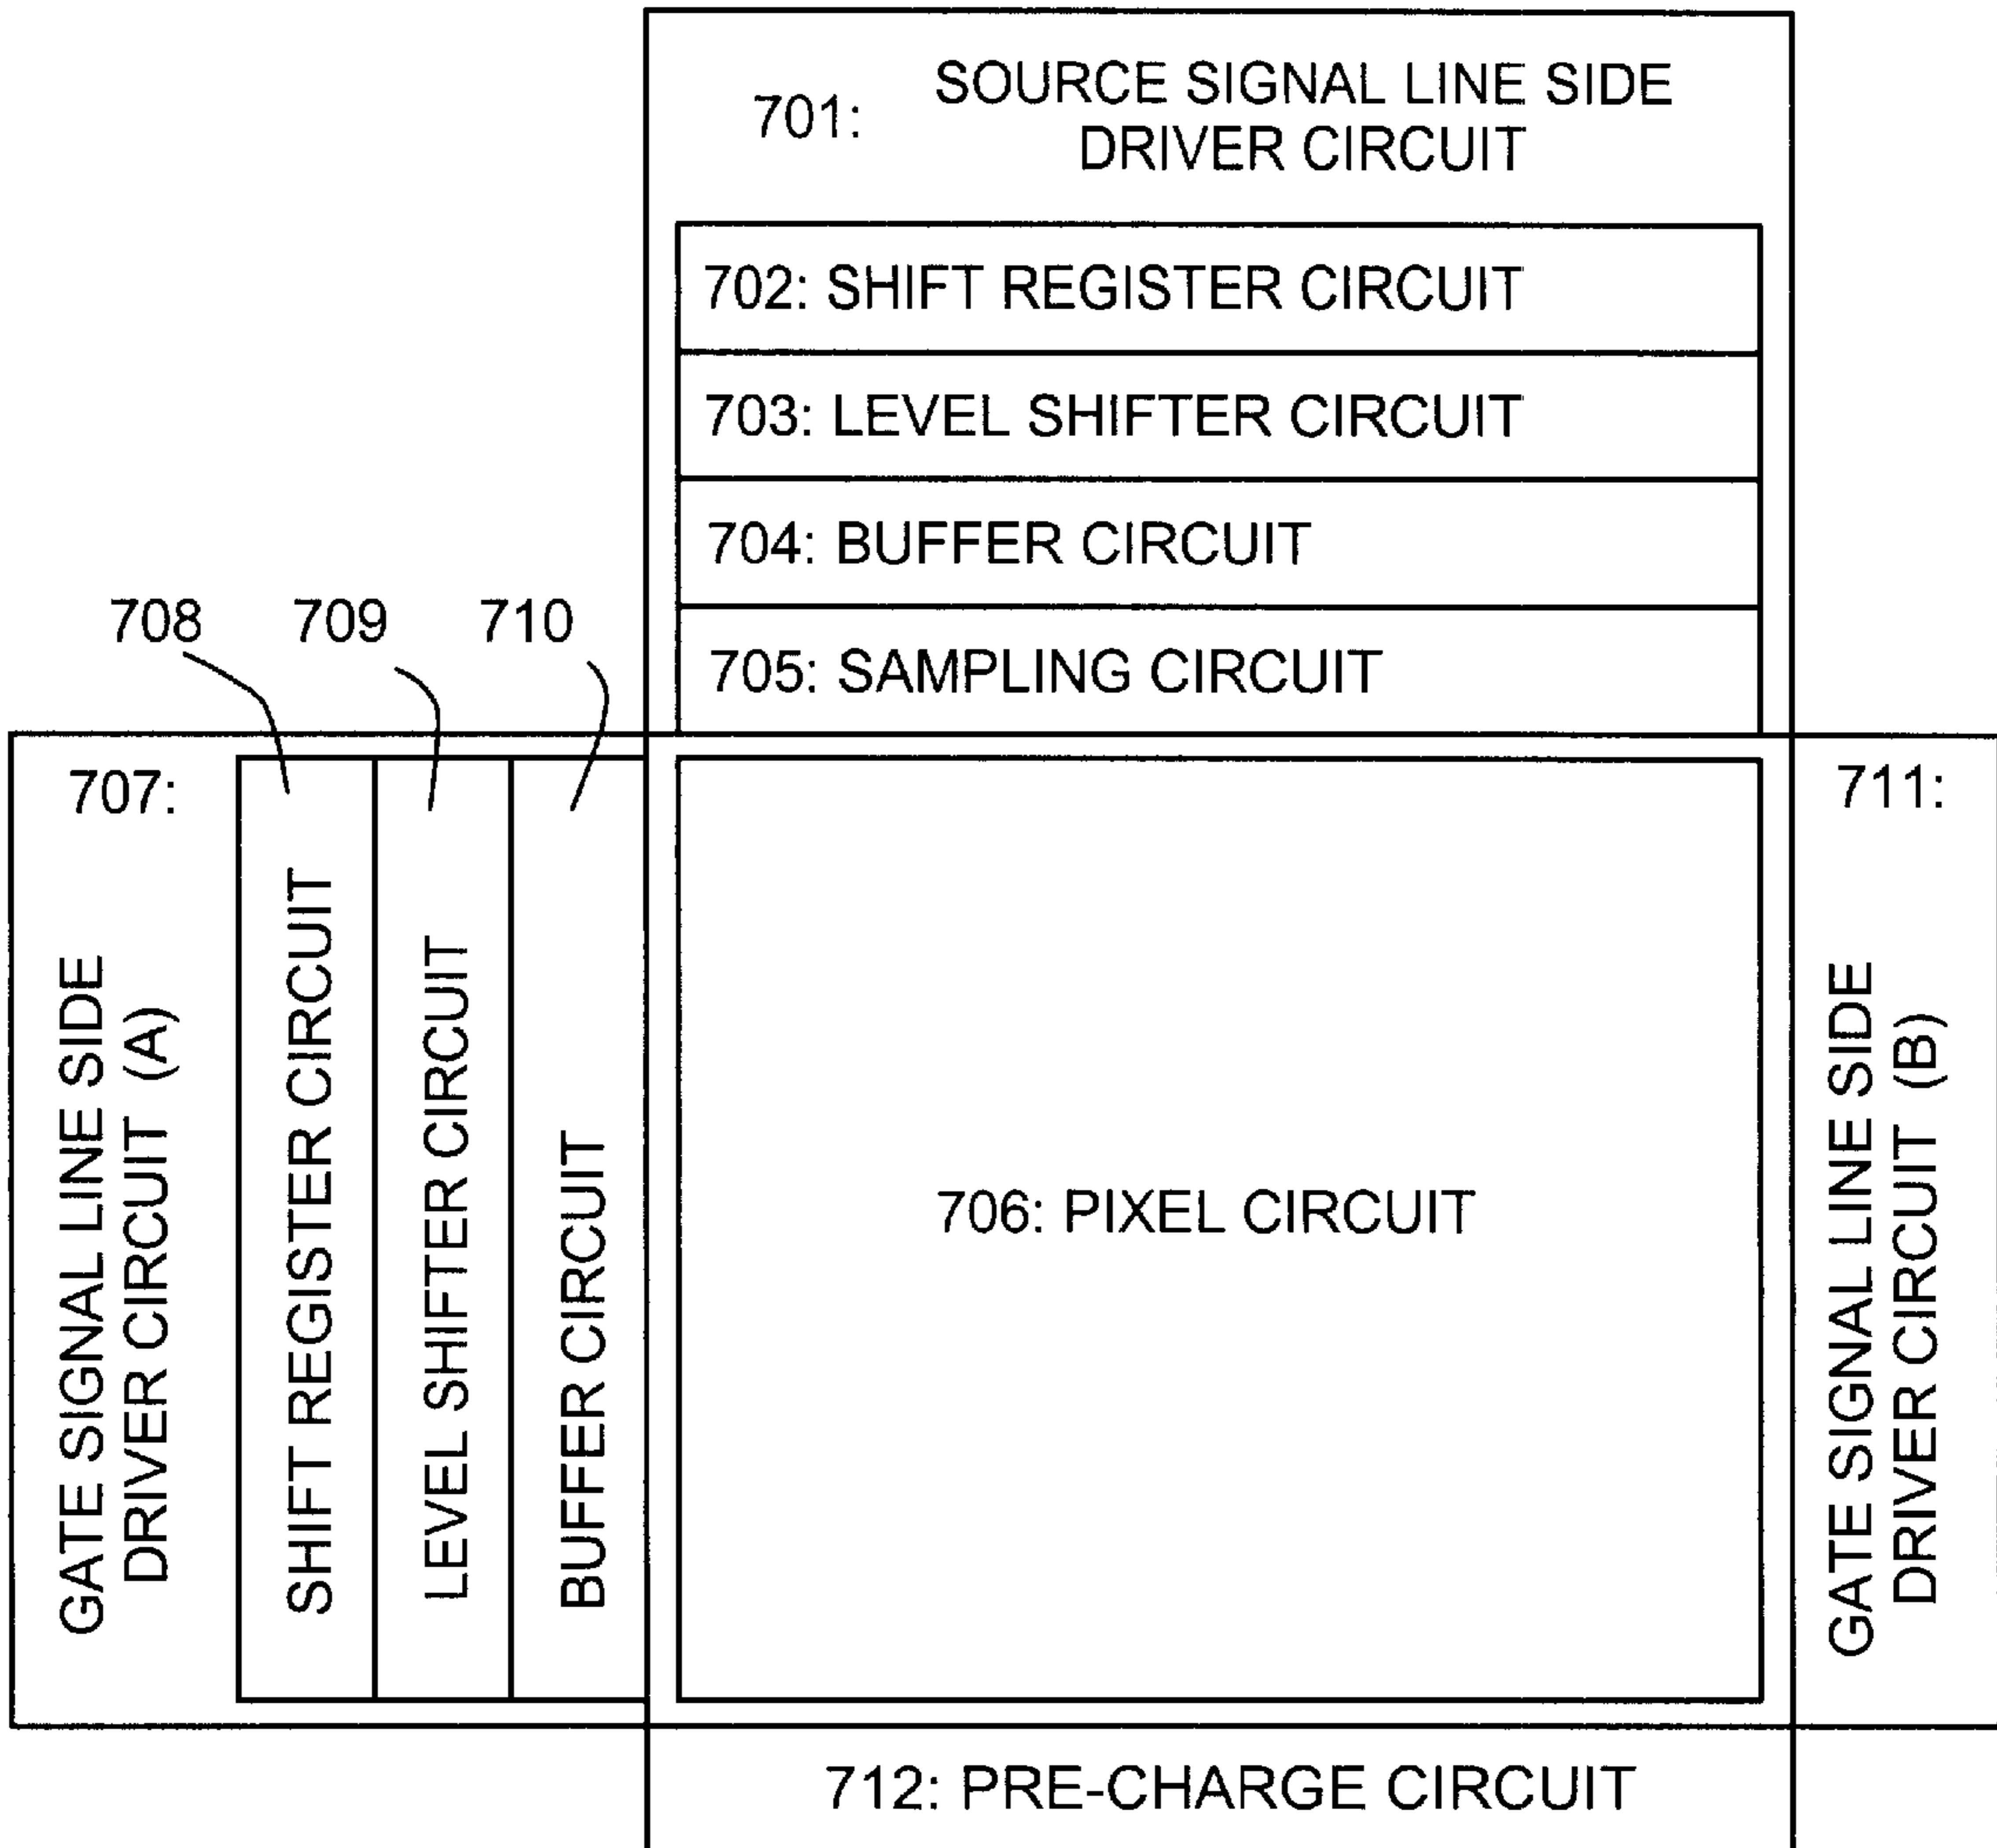 701: SOURCE SIGNAL LINE SIDE
DRIVER CIRCUIT
702: SHIFT REGISTER CIRCUIT
703: LEVEL SHIFTER CIRCUIT
704: BUFFER CIRCUIT
705: SAMPLING CIRCUIT
708
709
710
707:
GATE SIGNAL LINE SIDE
DRIVER CIRCUIT (A)
SHIFT REGISTER CIRCUIT
LEVEL SHIFTER CIRCUIT
BUFFER CIRCUIT
706: PIXEL CIRCUIT
711:
GATE SIGNAL LINE SIDE
DRIVER CIRCUIT (B)
712: PRE-CHARGE CIRCUIT